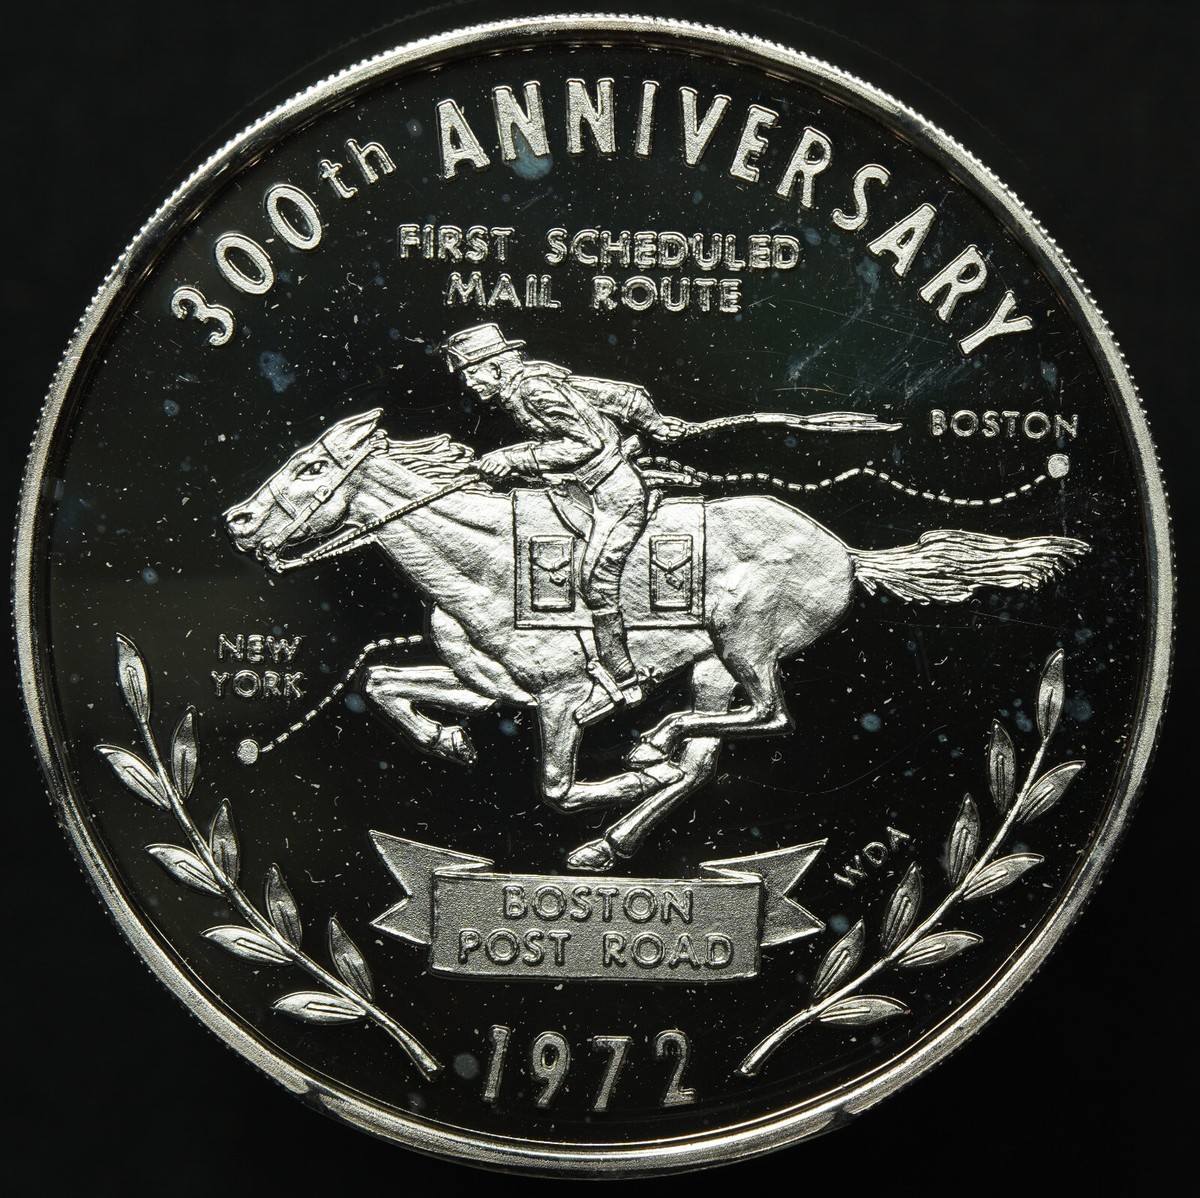 300th ANNIVERSARY
FIRST SCHEDULED
MAIL ROUTE
BOSTON
NEW
YORK
WDA
BOSTON
POST ROAD
1972